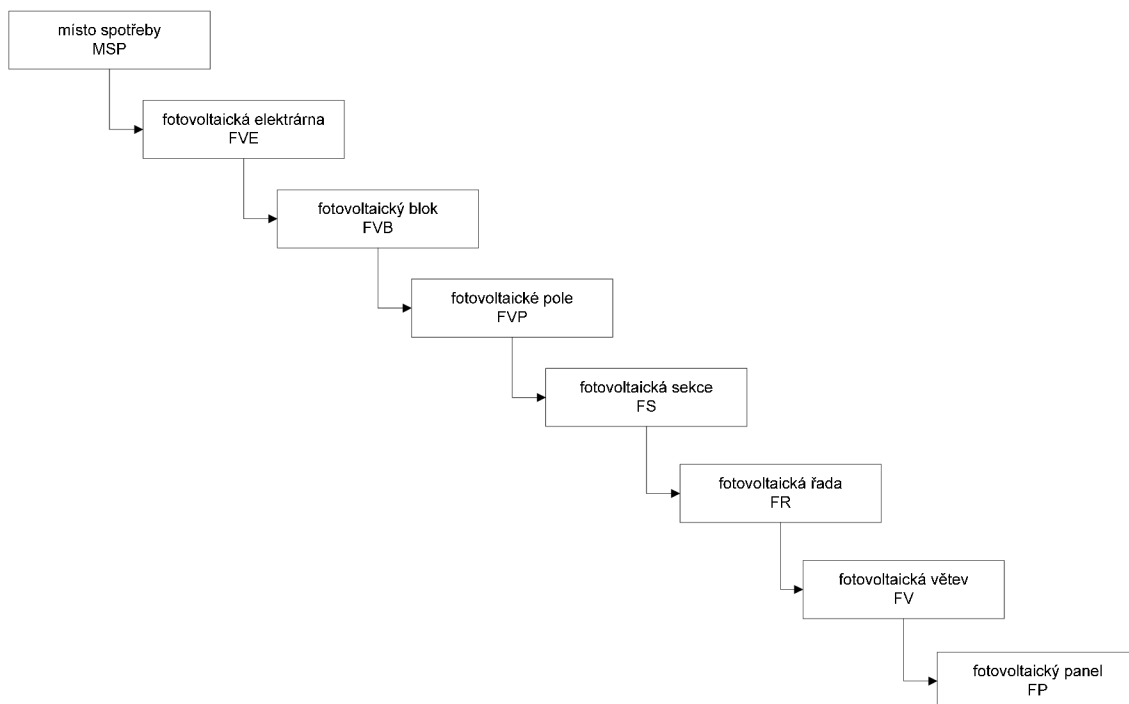 místo spotřeby
MSP
fotovoltaická elektrárna
FVE
fotovoltaický blok
FVB
fotovoltaické pole
FVP
fotovoltaická sekce
FS
fotovoltaická řada
FR
fotovoltaická větev
FV
fotovoltaický panel
FP